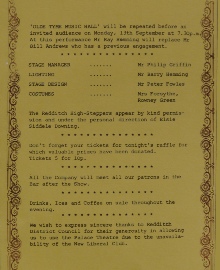 'OLDE TYME MUSIC HALL' will be repeated before an
invited audience on Monday, 13th September at 7.30p.m.
At this performance Mr Ray Hemming will replace Mr
Bill Andrews who has a previous engagement.
STAGE MANAGER ....... Mr Philip Griffin
LIGHTING ....... Mr Barry Hemming
STAGE DESIGN ....... Mr Peter Fowles
COSTUMES ....... Mrs Forsyton,
Rowney Green
The Redditch High-Steppers appear by kind permis-
sion and under the personal direction of Elsie
Diddele Downing.
Don't forget your tickets for tonight's raffle for
which valuable prizes have been donated.
Tickets 5 for 10p.
All the Company will meet all our patrons in the
Bar after the Show.
Drinks, Ices and Coffee on sale throughout the
evening.
We wish to express sincere thanks to Redditch
District Council for their generosity in allowing
us to use the Palace Theatre due to the unavaila-
bility of the New Liberal Club.